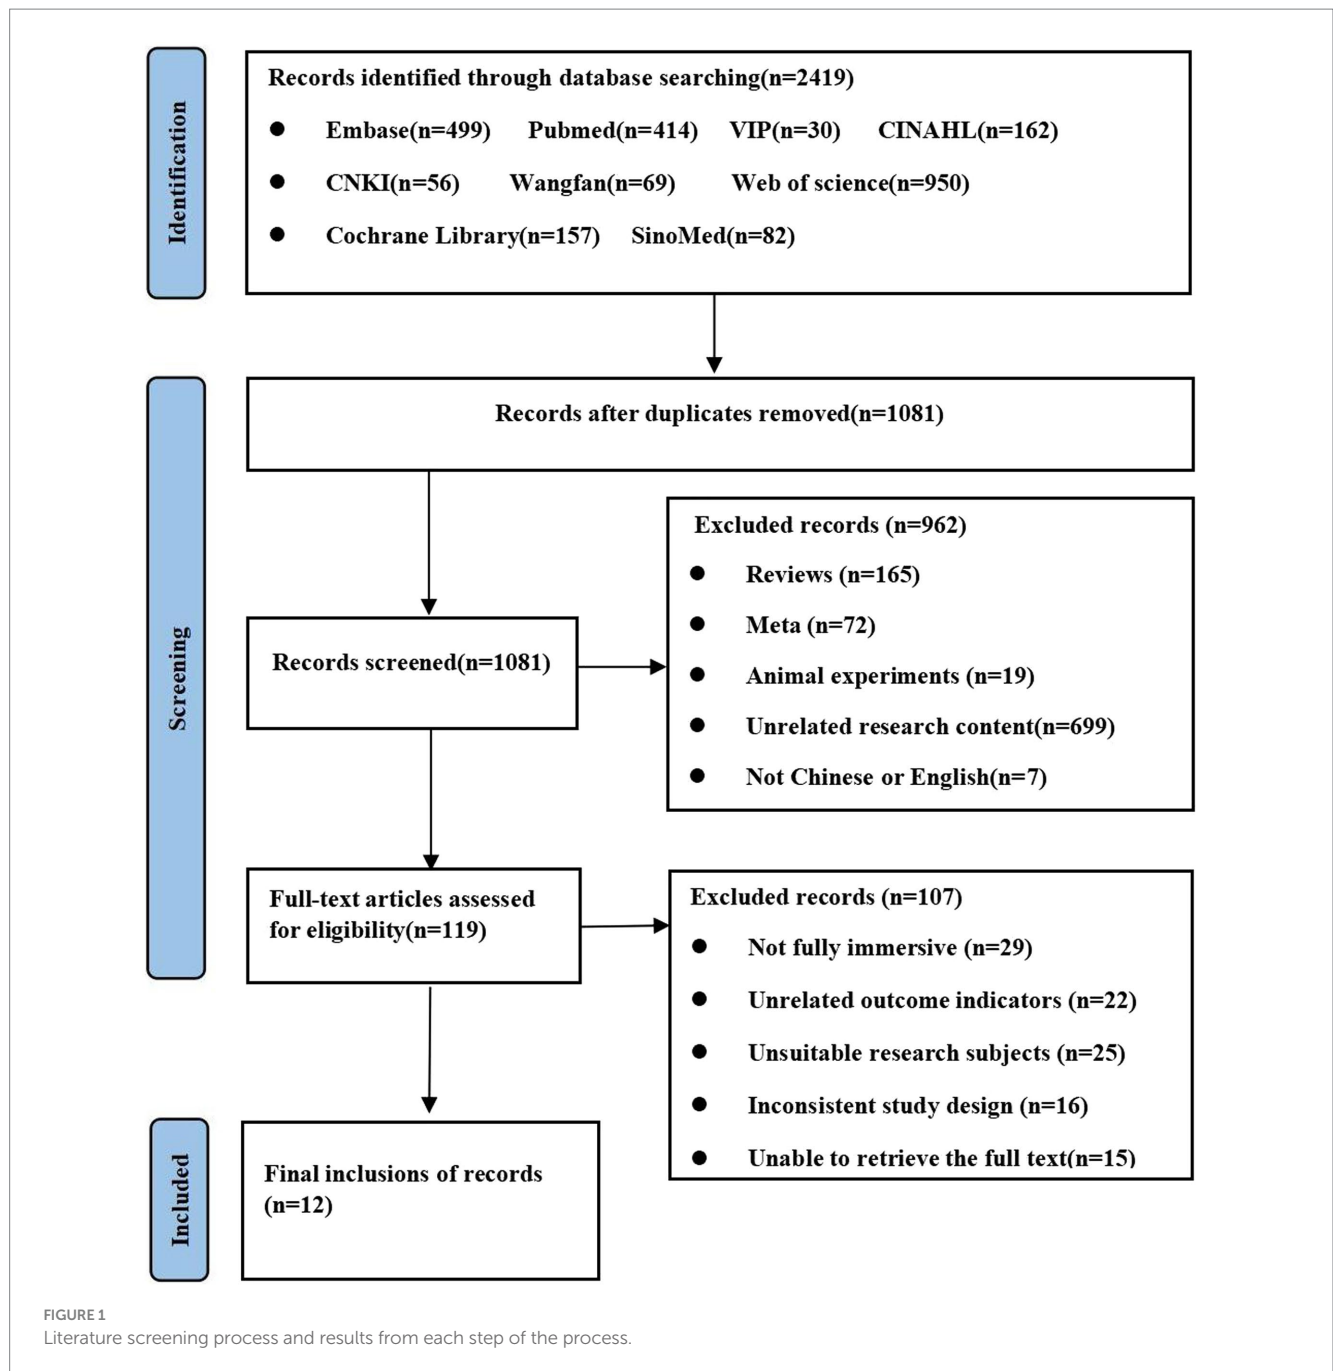 Identification
Records identified through database searching(n=2419)
● Embase(n=499) Pubmed(n=414) VIP(n=30) CINAHL(n=162)
● CNKI(n=56) Wangfan(n=69) Web of science(n=950)
● Cochrane Library(n=157) SinoMed(n=82)
Screening
Records after duplicates removed(n=1081)
Records screened(n=1081)
Excluded records (n=962)
● Reviews (n=165)
● Meta (n=72)
● Animal experiments (n=19)
● Unrelated research content(n=699)
● Not Chinese or English(n=7)
Full-text articles assessed
for eligibility(n=119)
Excluded records (n=107)
● Not fully immersive (n=29)
● Unrelated outcome indicators (n=22)
● Unsuitable research subjects (n=25)
● Inconsistent study design (n=16)
● Unable to retrieve the full text(n=15)
Included
Final inclusions of records
(n=12)
FIGURE 1
Literature screening process and results from each step of the process.